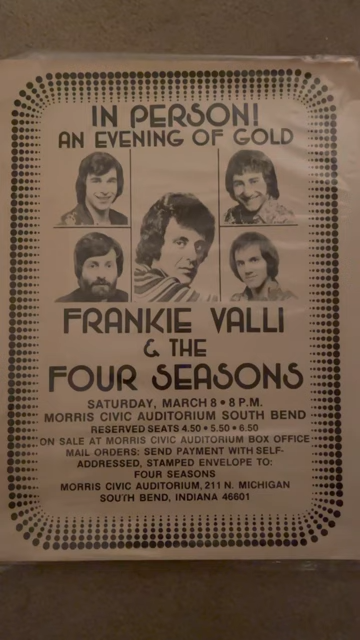 IN PERSON!
AN EVENING OF GOLD
FRANKIE VALLI
& THE
FOUR SEASONS
SATURDAY, MARCH 8 • 8 P.M.
MORRIS CIVIC AUDITORIUM SOUTH BEND
RESERVED SEATS 4.50 • 5.50 • 6.50
ON SALE AT MORRIS CIVIC AUDITORIUM BOX OFFICE
MAIL ORDERS: SEND PAYMENT WITH SELF-
ADDRESSED, STAMPED ENVELOPE TO:
FOUR SEASONS
MORRIS CIVIC AUDITORIUM, 211 N. MICHIGAN
SOUTH BEND, INDIANA 46601